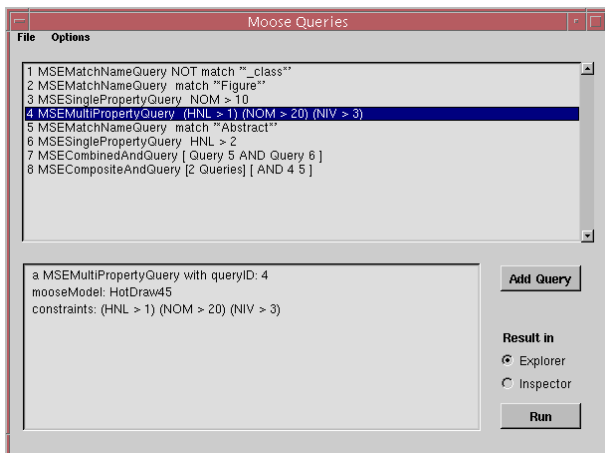 Moose Queries
File Options
1 MSEMatchNameQuery NOT match '*_class*'
2 MSEMatchNameQuery match '*Figure*'
3 MSESinglePropertyQuery NOM > 10
4 MSEMultiPropertyQuery (HNL > 1) (NOM > 20) (NIV > 3)
5 MSEMatchNameQuery match '*Abstract*'
6 MSESinglePropertyQuery HNL > 2
7 MSECombinedAndQuery [ Query 5 AND Query 6 ]
8 MSECompositeAndQuery [2 Queries] [ AND 4 5 ]
a MSEMultiPropertyQuery with queryID: 4
mooseModel: HotDraw45
constraints: (HNL > 1) (NOM > 20) (NIV > 3)
Add Query
Result in
Explorer
Inspector
Run